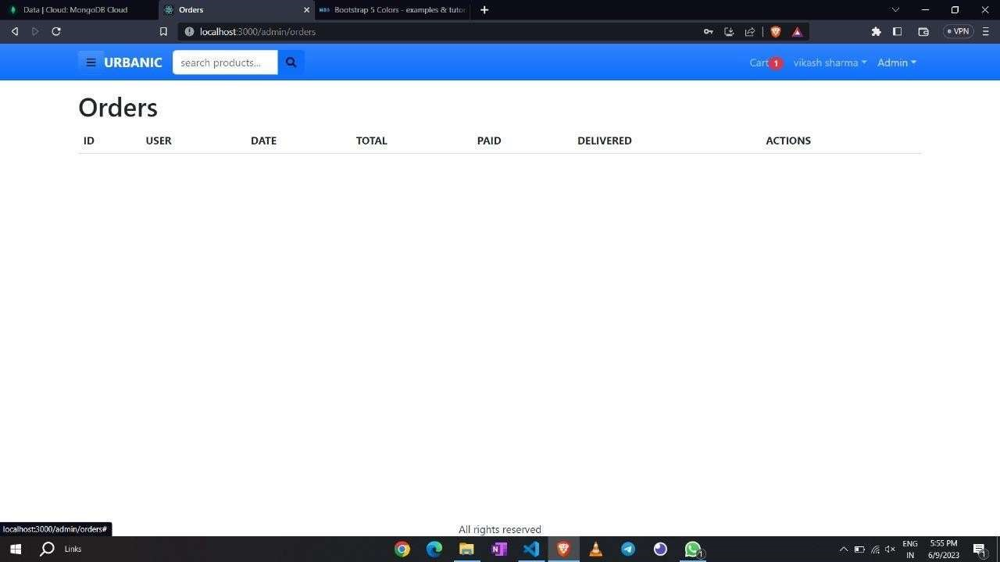 Data | Cloud: MongoDB Cloud
Orders
Bootstrap 5 Colors - examples & tutor
localhost:3000/admin/orders
VPN
URBANIC
search products...
Cart 1
vikash sharma
Admin
Orders
ID USER DATE TOTAL PAID DELIVERED ACTIONS
All rights reserved
localhost:3000/admin/orders#
Links
ENG
IN
5:55 PM
6/9/2023